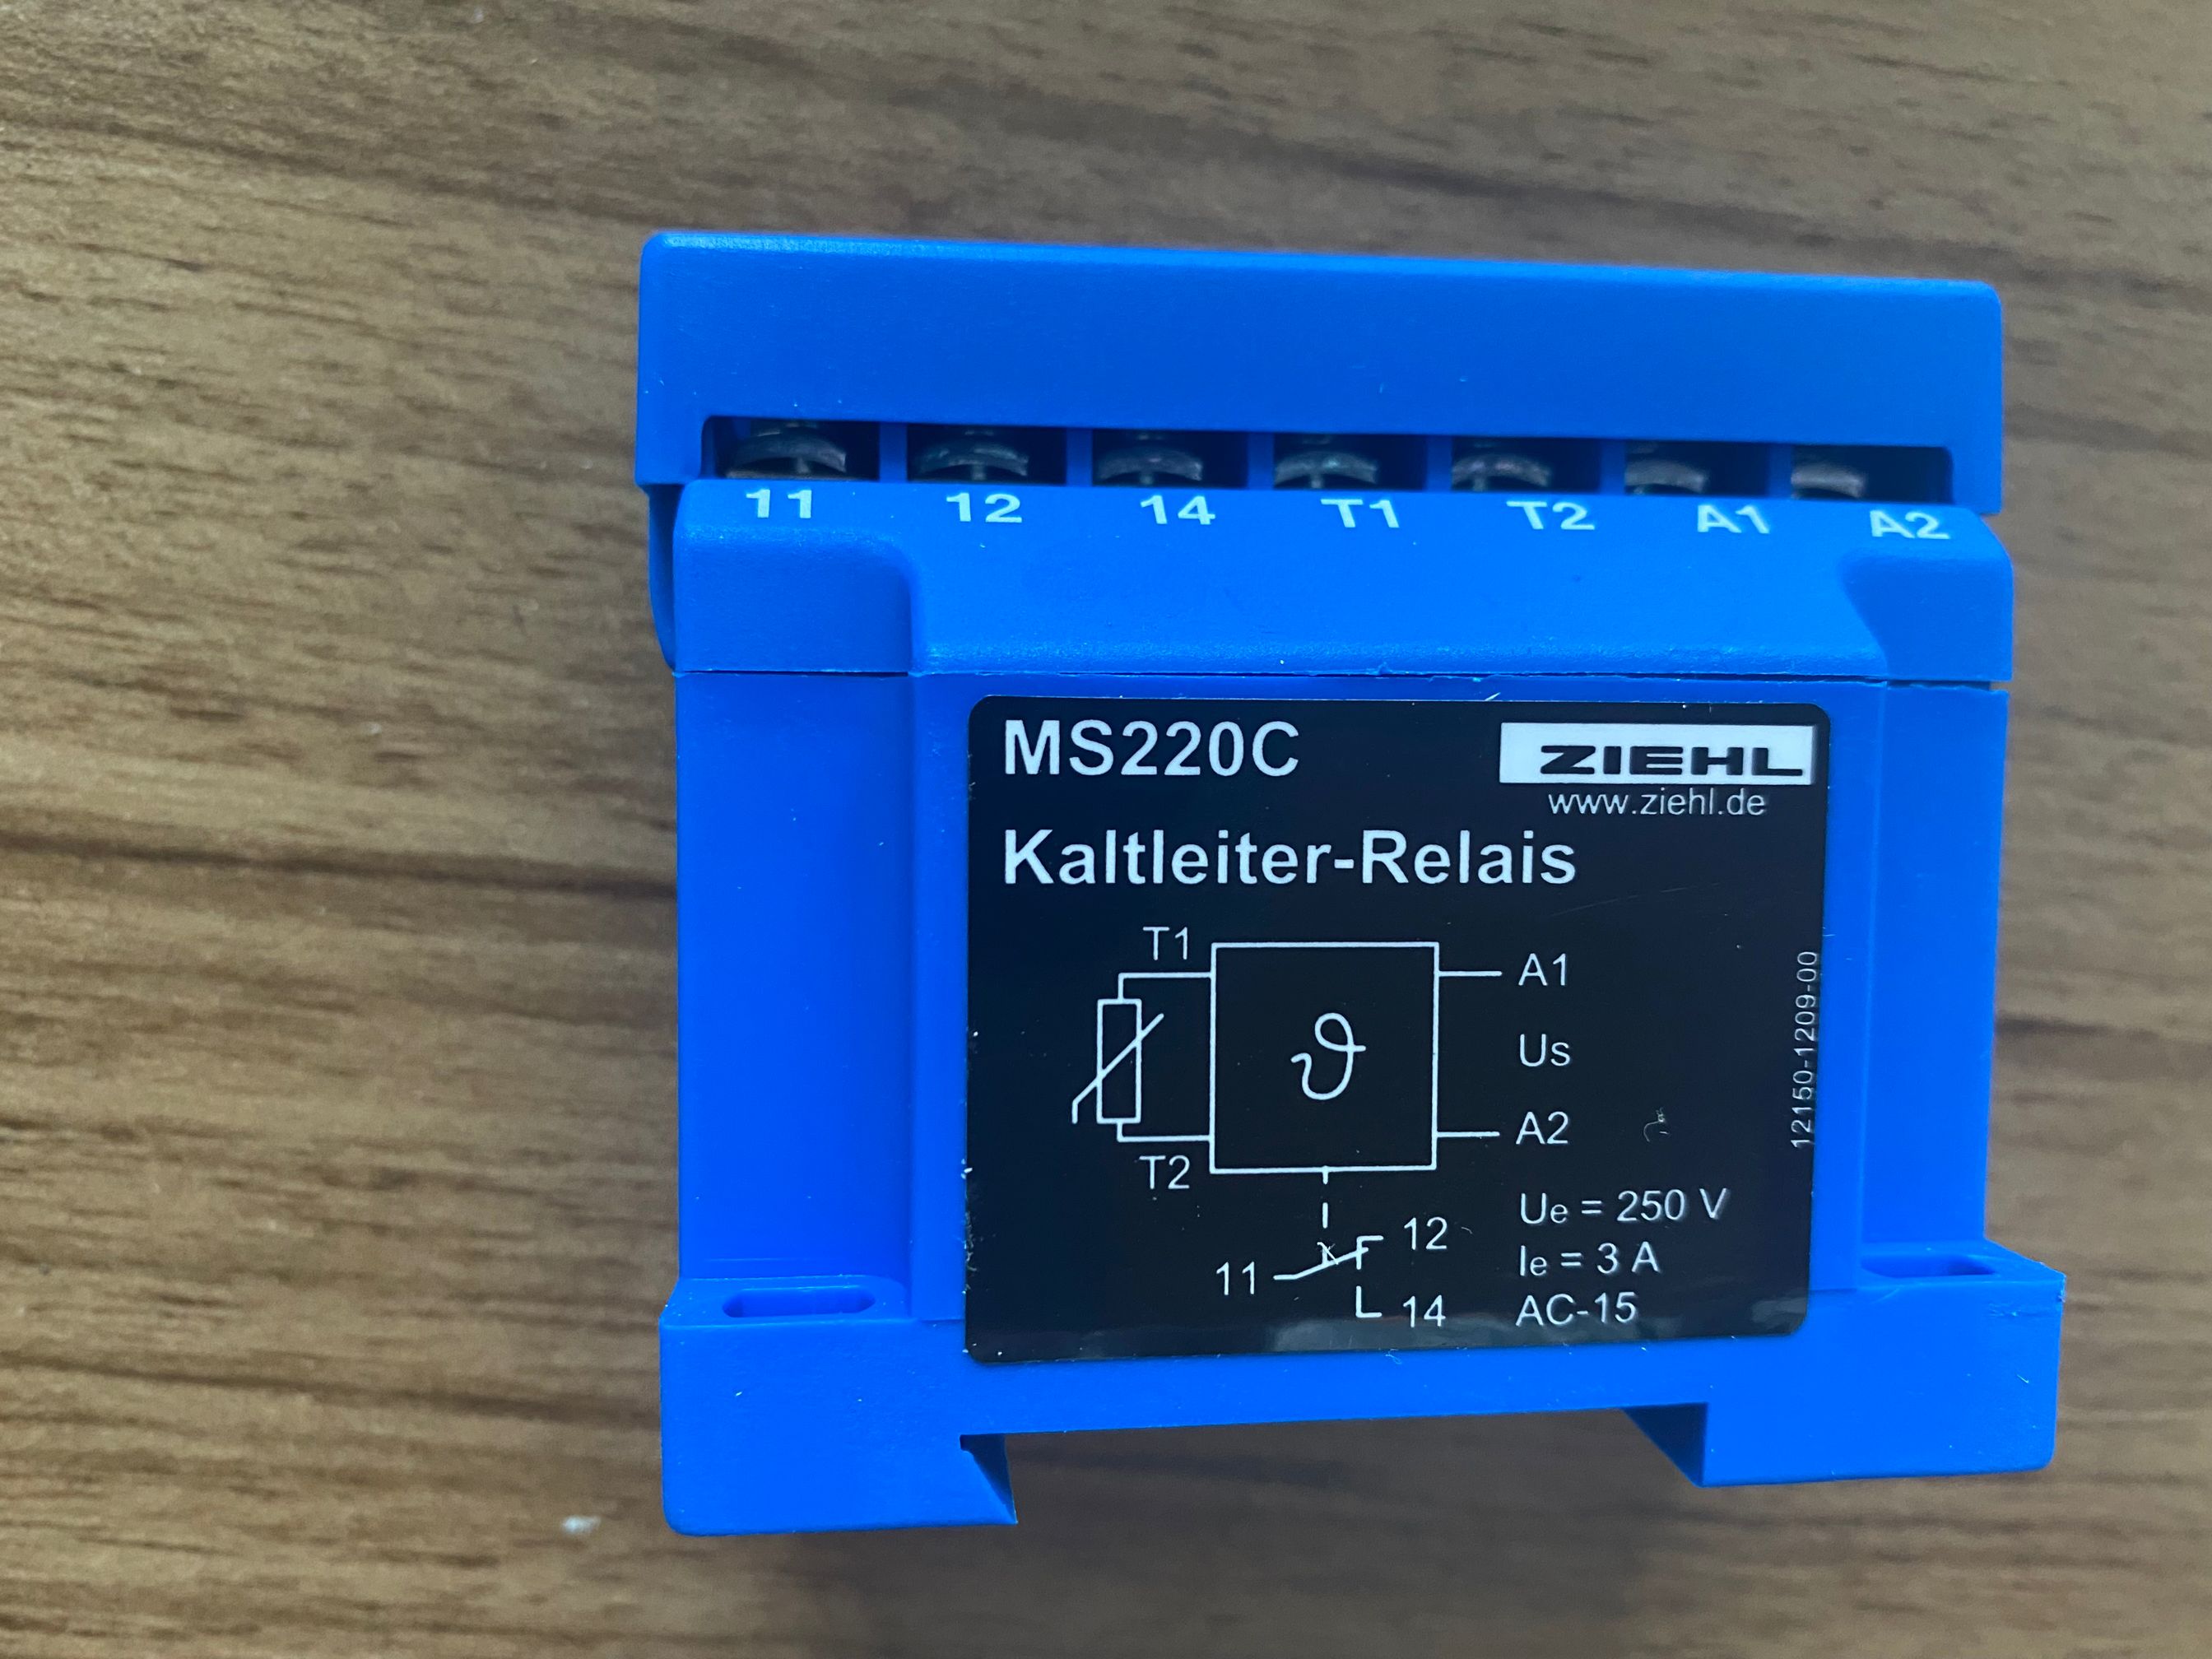 11 12 14 T1 T2 A1 A2
MS220C
ZIEHL
www.ziehl.de
Kaltleiter-Relais
T1
A1
ϑ
Us
A2
T2
12150-1209-00
Ue = 250 V
12
Ie = 3 A
11
14
AC-15